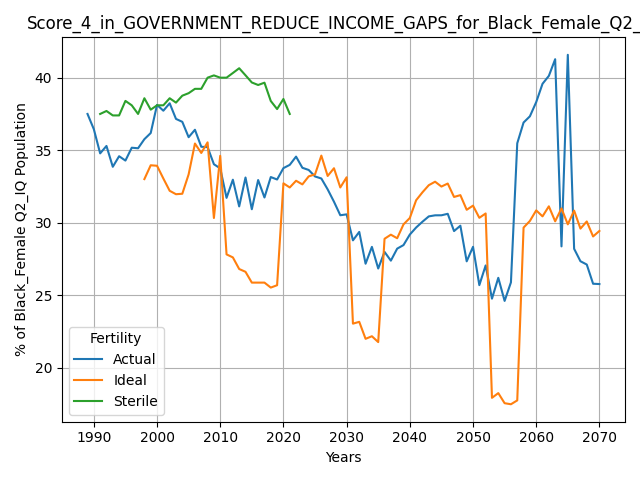 Score_4_in_GOVERNMENT_REDUCE_INCOME_GAPS_for_Black_Female_Q2_
% of Black_Female Q2_IQ Population
40
35
30
25
20
Fertility
Actual
Ideal
Sterile
1990 2000 2010 2020 2030 2040 2050 2060 2070
Years